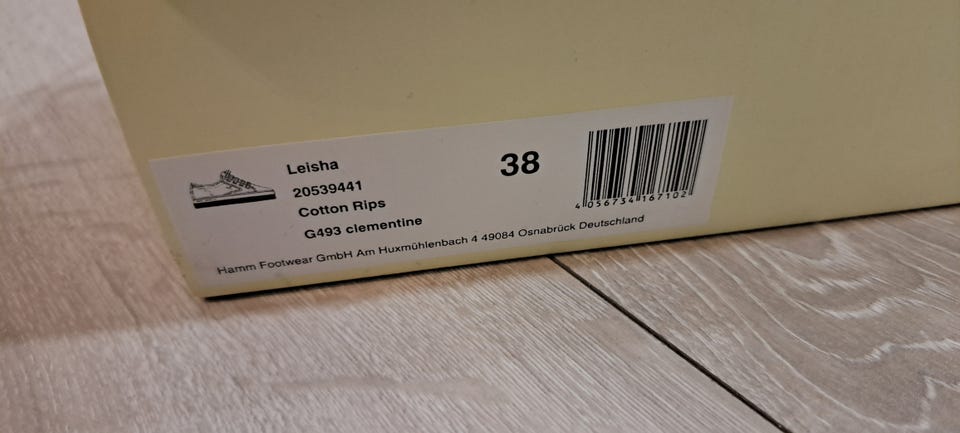 Leisha
20539441
Cotton Rips
G493 clementine
38
4 056734 167102
Hamm Footwear GmbH Am Huxmühlenbach 4 49084 Osnabrück Deutschland